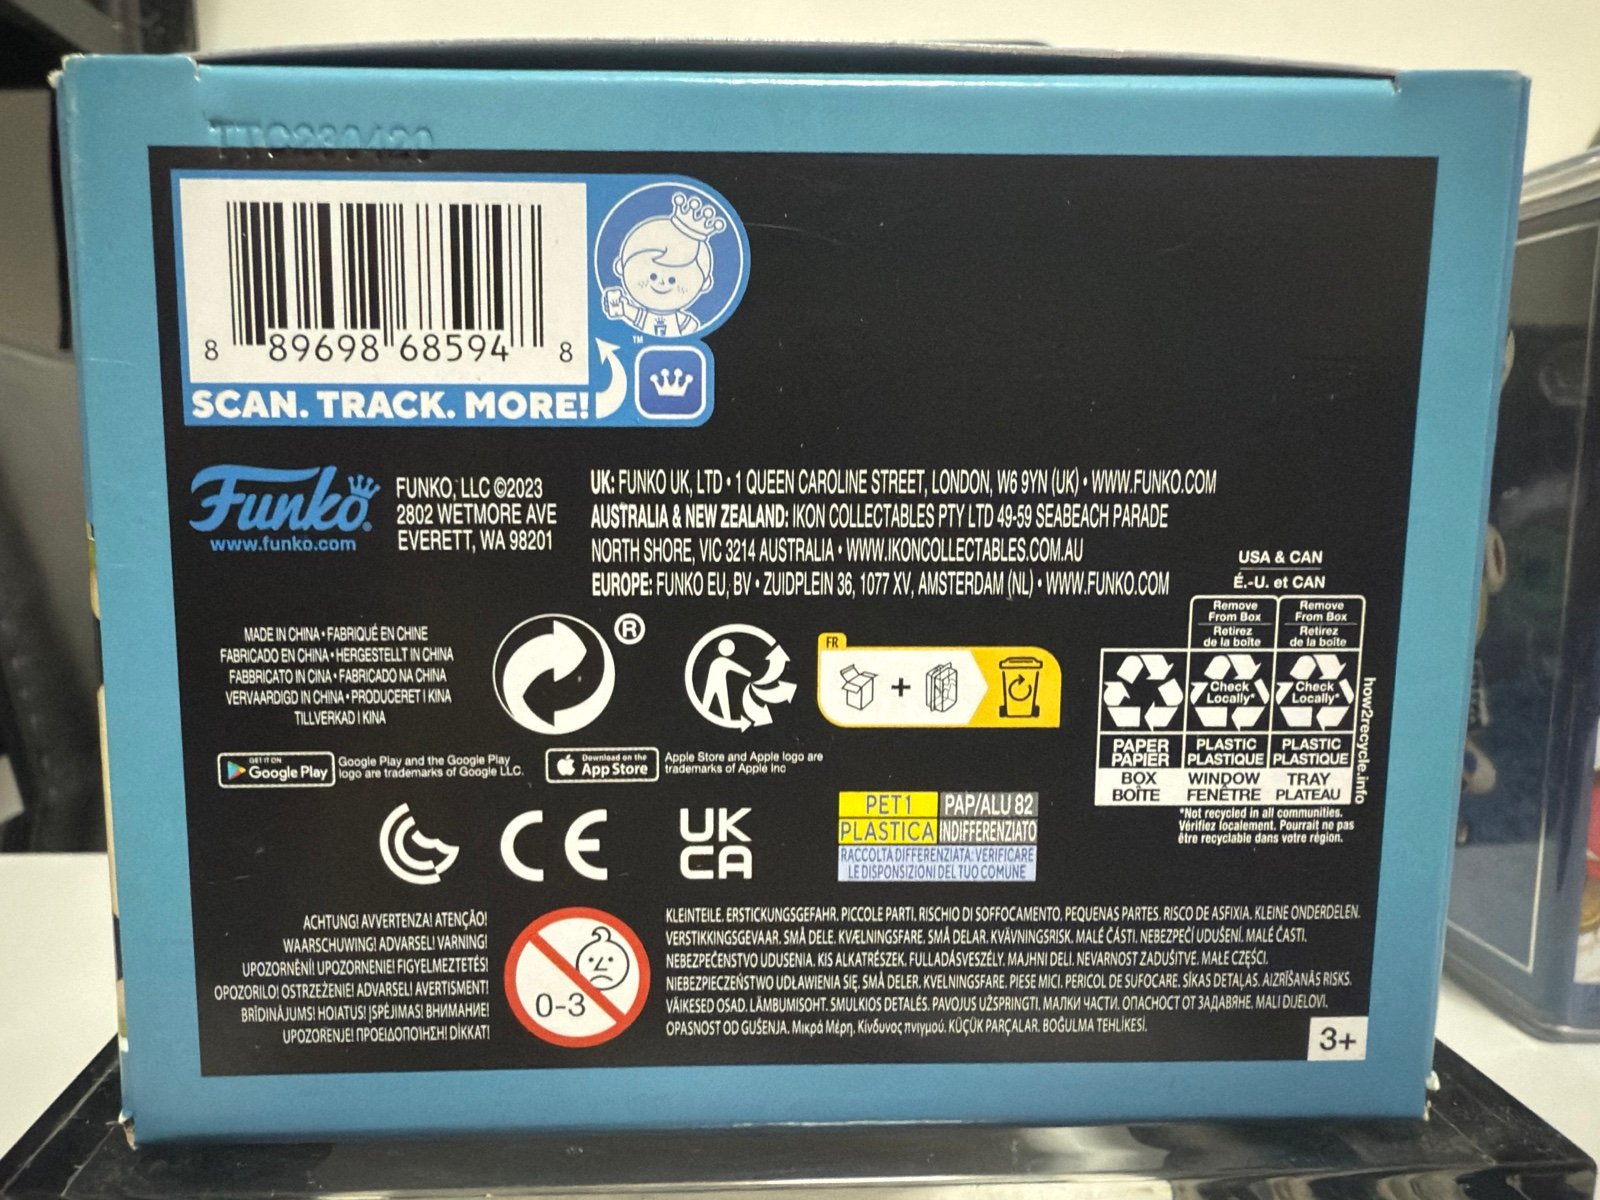 TTC230420
8 89698 68594 8
SCAN. TRACK. MORE!
TM
Funko®
www.funko.com
FUNKO, LLC ©2023
2802 WETMORE AVE
EVERETT, WA 98201
UK: FUNKO UK, LTD • 1 QUEEN CAROLINE STREET, LONDON, W6 9YN (UK) • WWW.FUNKO.COM
AUSTRALIA & NEW ZEALAND: IKON COLLECTABLES PTY LTD 49-59 SEABEACH PARADE
NORTH SHORE, VIC 3214 AUSTRALIA • WWW.IKONCOLLECTABLES.COM.AU
EUROPE: FUNKO EU, BV • ZUIDPLEIN 36, 1077 XV, AMSTERDAM (NL) • WWW.FUNKO.COM
MADE IN CHINA • FABRIQUÉ EN CHINE
FABRICADO EN CHINA • HERGESTELLT IN CHINA
FABBRICATO IN CINA • FABRICADO NA CHINA
VERVAARDIGD IN CHINA • PRODUCERET I KINA
TILLVERKAD I KINA
®
FR
+
USA & CAN
É.-U. et CAN
Remove
From Box
Retirez
de la boîte
Remove
From Box
Retirez
de la boîte
Check
Locally*
Check
Locally*
PAPER
PAPIER
PLASTIC
PLASTIQUE
PLASTIC
PLASTIQUE
BOX
BOÎTE
WINDOW
FENÊTRE
TRAY
PLATEAU
how2recycle.info
*Not recycled in all communities.
Vérifiez localement. Pourrait ne pas
être recyclable dans votre région.
GET IT ON
Google Play
Google Play and the Google Play
logo are trademarks of Google LLC.
Download on the
App Store
Apple Store and Apple logo are
trademarks of Apple Inc
CE
UK
CA
PET1
PLASTICA
PAP/ALU 82
INDIFFERENZIATO
RACCOLTA DIFFERENZIATA: VERIFICARE
LE DISPOSIZIONI DEL TUO COMUNE
ACHTUNG! AVVERTENZA! ATENÇÃO!
WAARSCHUWING! ADVARSEL! VARNING!
UPOZORNĚNÍ! UPOZORNENIE! FIGYELMEZTETÉS!
OPOZORILO! OSTRZEŻENIE! ADVARSEL! AVERTISMENT!
BRĪDINĀJUMS! HOIATUS! ĮSPĖJIMAS! ВНИМАНИЕ!
UPOZORENJE! ΠΡΟΕΙΔΟΠΟΙΗΣΗ! DİKKAT!
0-3
KLEINTEILE. ERSTICKUNGSGEFAHR. PICCOLE PARTI. RISCHIO DI SOFFOCAMENTO. PEQUENAS PARTES. RISCO DE ASFIXIA. KLEINE ONDERDELEN.
VERSTIKKINGSGEVAAR. SMÅ DELE. KVÆLNINGSFARE. SMÅ DELAR. KVÄVNINGSRISK. MALÉ ČÁSTI. NEBEZPEČÍ UDUŠENÍ. MALÉ ČASTI.
NEBEZPEČENSTVO UDUSENIA. KIS ALKATRÉSZEK. FULLADÁSVESZÉLY. MAJHNI DELI. NEVARNOST ZADUŠITVE. MAŁE CZĘŚCI.
NIEBEZPIECZEŃSTWO UDŁAWIENIA SIĘ. SMÅ DELER. KVELNINGSFARE. PIESE MICI. PERICOL DE SUFOCARE. SĪKAS DETAĻAS. AIZRĪŠANĀS RISKS.
VÄIKESED OSAD. LÄMBUMISOHT. SMULKIOS DETALĖS. PAVOJUS UŽSPRINGTI. МАЛКИ ЧАСТИ. ОПАСНОСТ ОТ ЗАДАВЯНЕ. MALI DIJELOVI.
OPASNOST OD GUŠENJA. Μικρά Μέρη. Κίνδυνος πνιγμού. KÜÇÜK PARÇALAR. BOĞULMA TEHLİKESİ.
3+